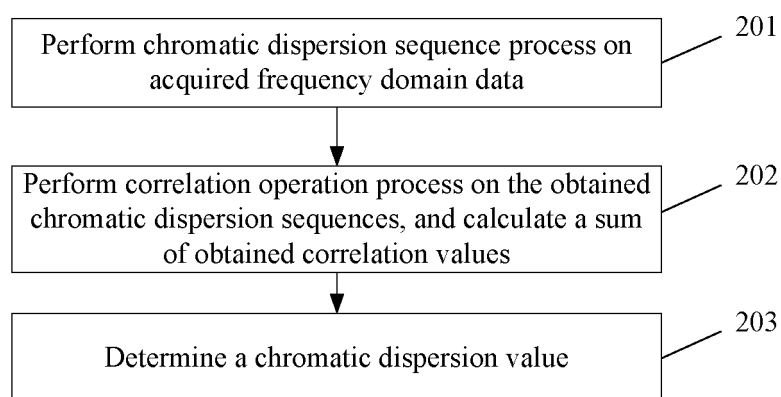 Perform chromatic dispersion sequence process on
acquired frequency domain data
201
Perform correlation operation process on the obtained
chromatic dispersion sequences, and calculate a sum
of obtained correlation values
202
Determine a chromatic dispersion value
203